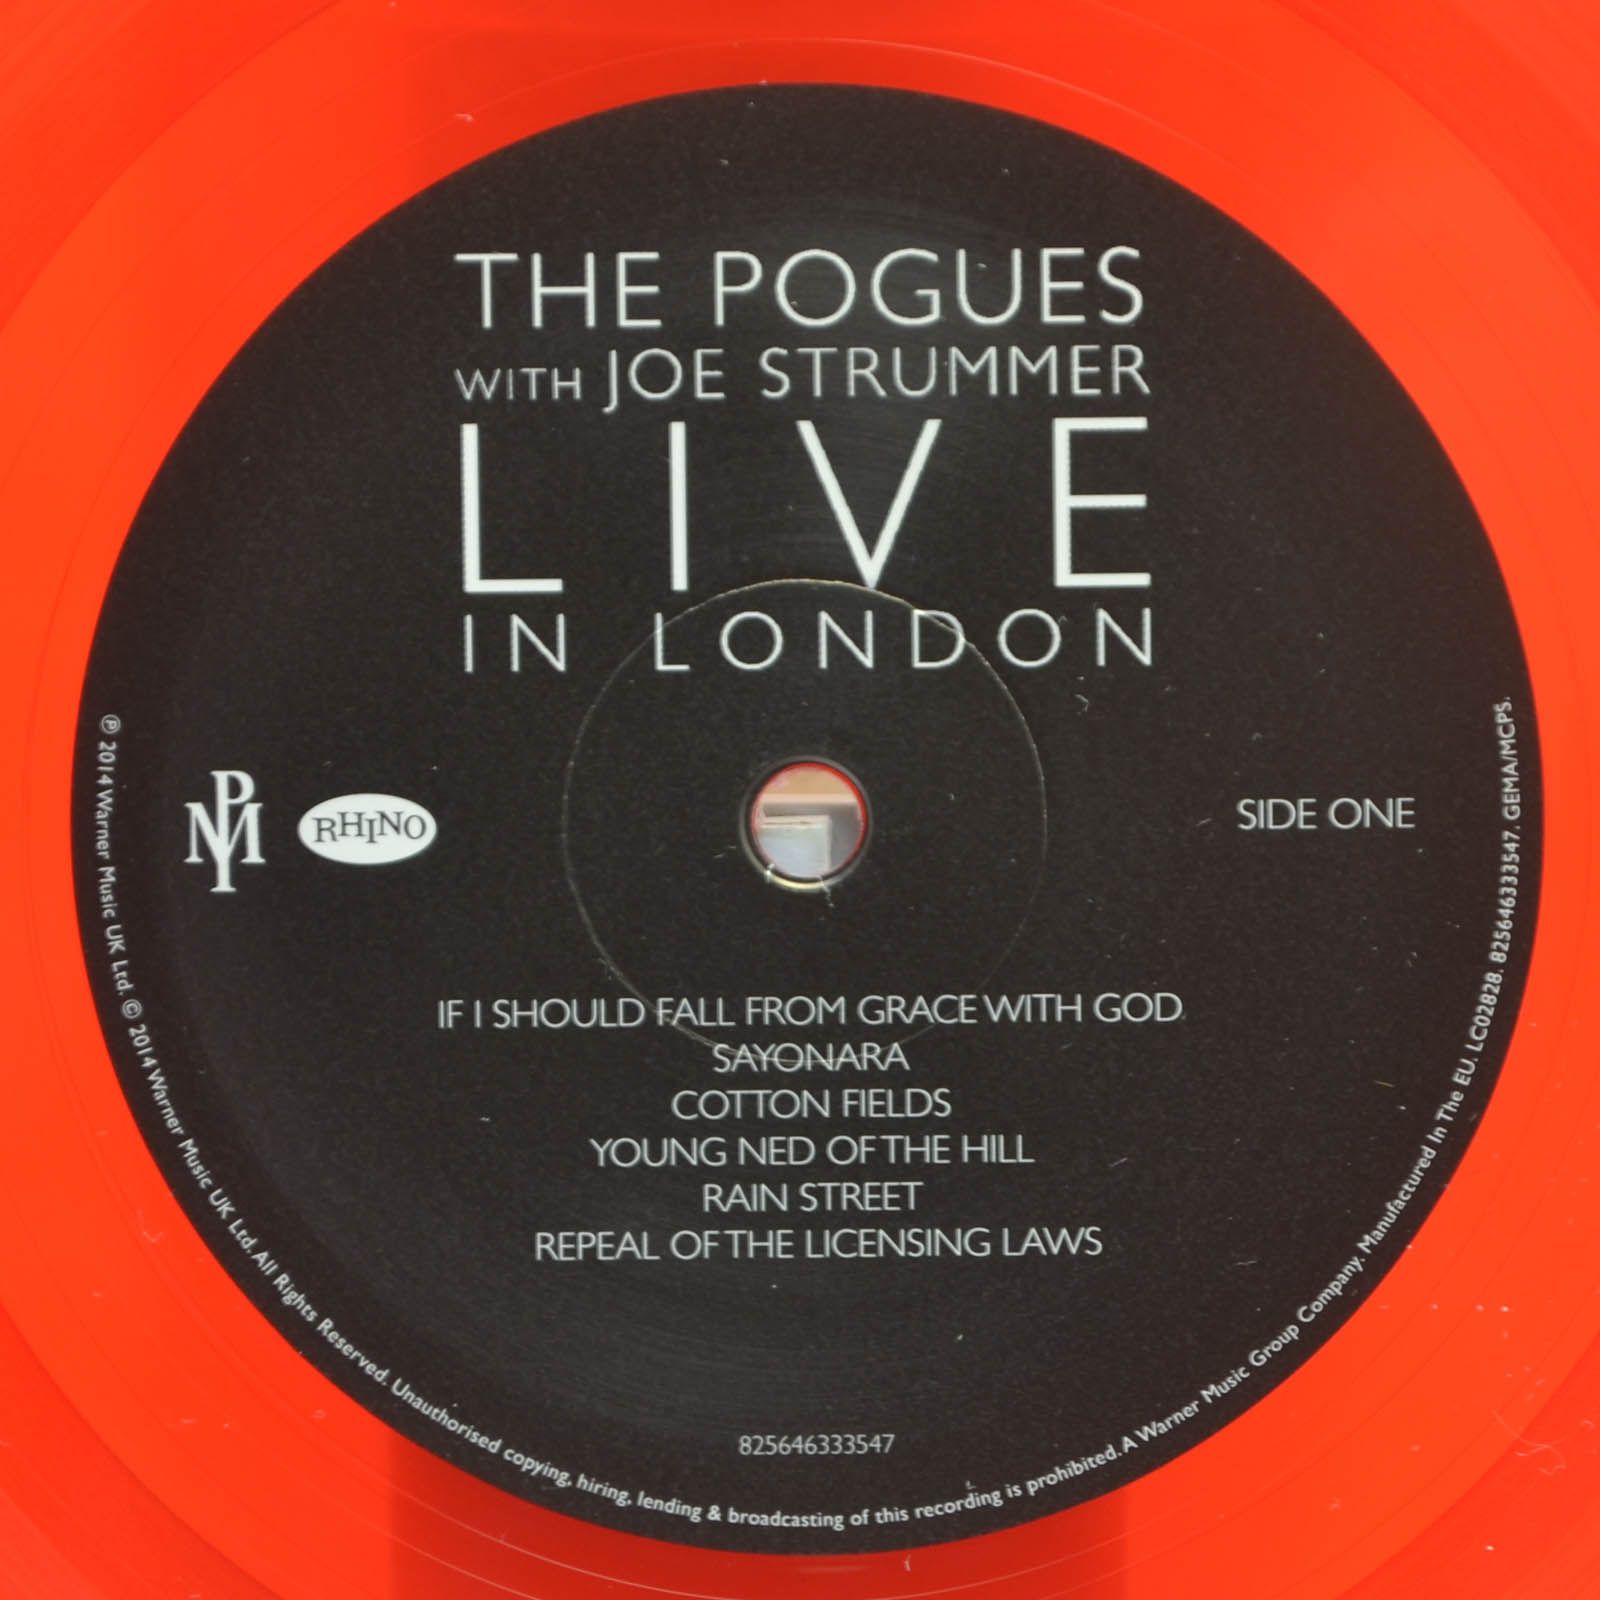 THE POGUES
WITH JOE STRUMMER
LIVE
IN LONDON
PMY
RHINO
SIDE ONE
IF I SHOULD FALL FROM GRACE WITH GOD
SAYONARA
COTTON FIELDS
YOUNG NED OF THE HILL
RAIN STREET
REPEAL OF THE LICENSING LAWS
825646333547
℗ 2014 Warner Music UK Ltd. © 2014 Warner Music UK Ltd. All Rights Reserved. Unauthorised copying, hiring, lending & broadcasting of this recording is prohibited. A Warner Music Group Company. Manufactured In The EU. LC02828. 825646333547. GEMA/MCPS.